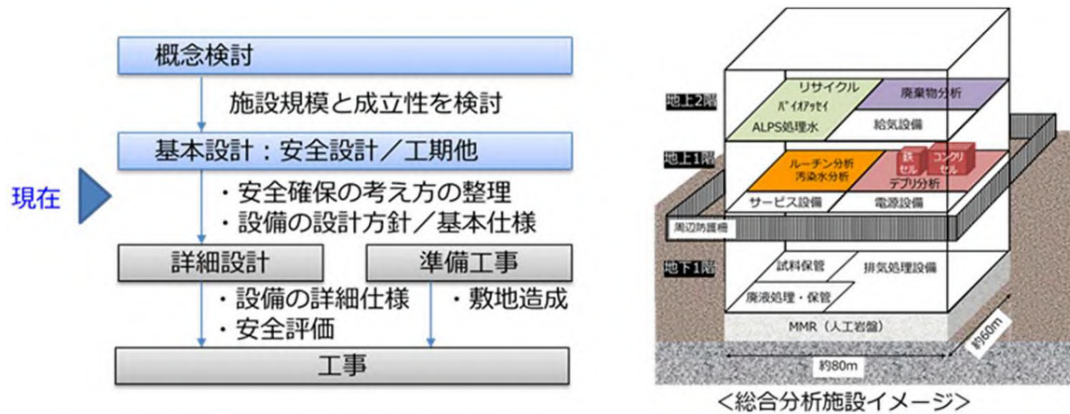 概念検討
施設規模と成立性を検討
基本設計：安全設計／工期他
現在
・安全確保の考え方の整理
・設備の設計方針／基本仕様
詳細設計
準備工事
・設備の詳細仕様
・安全評価
・敷地造成
工事
地上2階
リサイクル
バイオアッセイ
ALPS処理水
廃棄物分析
給気設備
地上1階
ルーチン分析
汚染水分析
鉄
セル
コンクリ
セル
デブリ分析
サービス設備
電源設備
周辺防護柵
地下1階
試料保管
排気処理設備
廃液処理・保管
MMR（人工岩盤）
約60m
約80m
＜総合分析施設イメージ＞